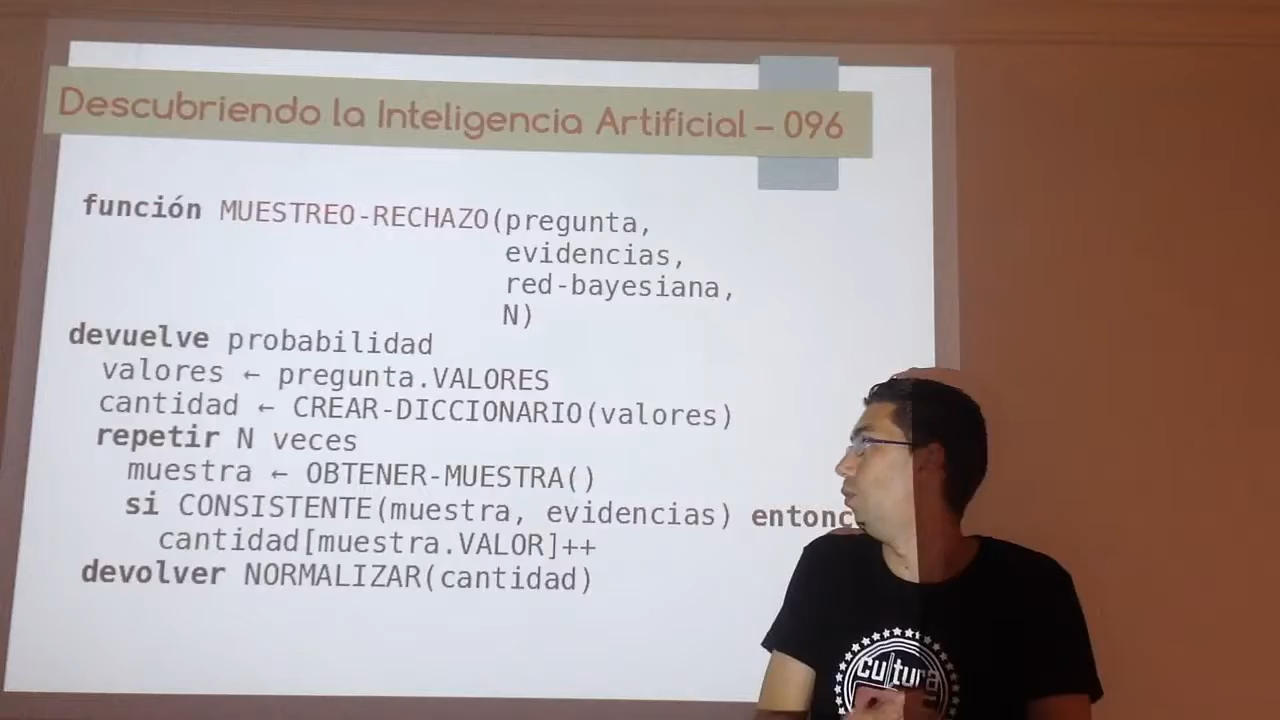 Descubriendo la Inteligencia Artificial – 096
función MUESTREO-RECHAZO(pregunta,
evidencias,
red-bayesiana,
N)
devuelve probabilidad
valores ← pregunta.VALORES
cantidad ← CREAR-DICCIONARIO(valores)
repetir N veces
muestra ← OBTENER-MUESTRA()
si CONSISTENTE(muestra, evidencias) entonc
cantidad[muestra.VALOR]++
devolver NORMALIZAR(cantidad)
cultura